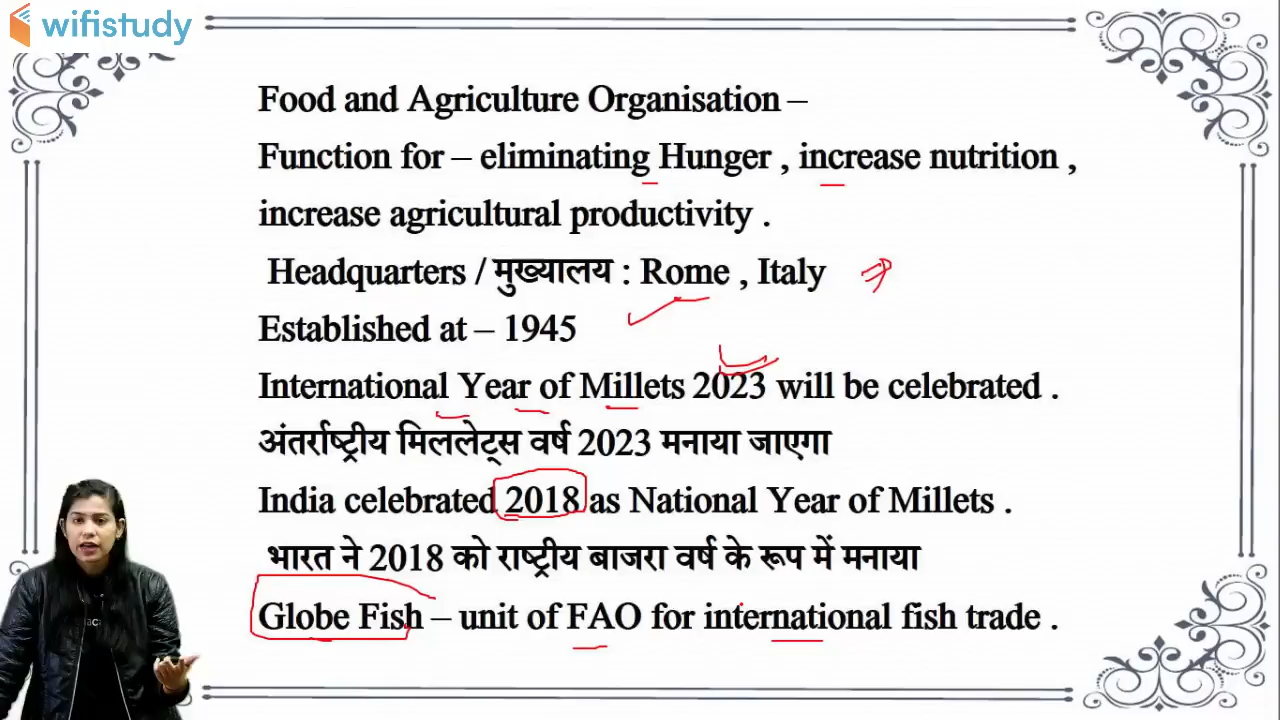 wifistudy
Food and Agriculture Organisation –
Function for – eliminating Hunger , increase nutrition ,
increase agricultural productivity .
Headquarters / मुख्यालय : Rome , Italy
Established at – 1945
International Year of Millets 2023 will be celebrated .
अंतर्राष्ट्रीय मिललेट्स वर्ष 2023 मनाया जाएगा
India celebrated 2018 as National Year of Millets .
भारत ने 2018 को राष्ट्रीय बाजरा वर्ष के रूप में मनाया
Globe Fish – unit of FAO for international fish trade .